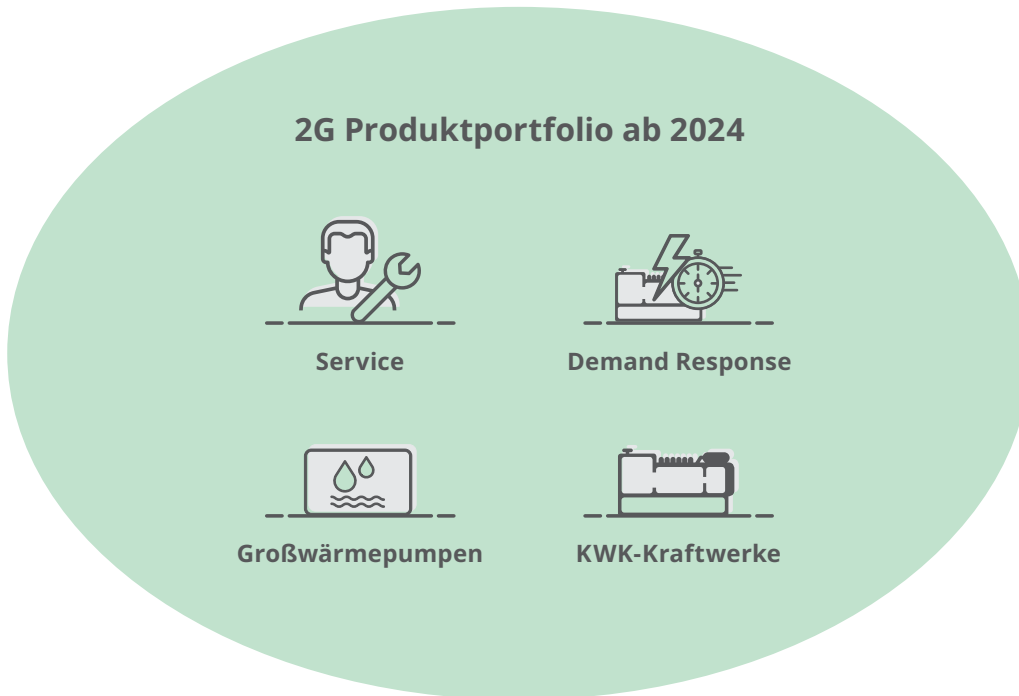 2G Produktportfolio ab 2024
Service
Demand Response
Großwärmepumpen
KWK-Kraftwerke